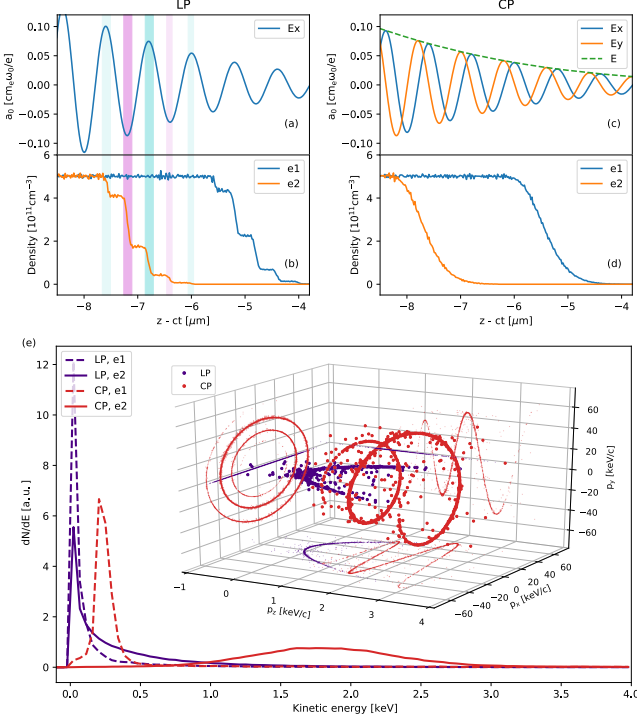 LP
CP
a₀ [cmₑω₀/e]
0.10
0.05
0.00
−0.05
−0.10
Ex
(a)
a₀ [cmₑω₀/e]
0.10
0.05
0.00
−0.05
−0.10
Ex
Ey
E
(c)
Density [10¹¹cm⁻³]
6
4
2
0
e1
e2
(b)
−8 −7 −6 −5 −4
z - ct [μm]
Density [10¹¹cm⁻³]
6
4
2
0
e1
e2
(d)
−8 −7 −6 −5 −4
z - ct [μm]
(e)
12
10
8
6
4
2
0
dN/dE [a.u.]
LP, e1
LP, e2
CP, e1
CP, e2
LP
CP
60
40
20
0
−20
−40
−60
p_y [keV/c]
−1 0 1 2 3 4
p_z [keV/c]
−60 −40 −20 0 20 40 60
pₓ [keV/c]
0.0 0.5 1.0 1.5 2.0 2.5 3.0 3.5 4.0
Kinetic energy [keV]